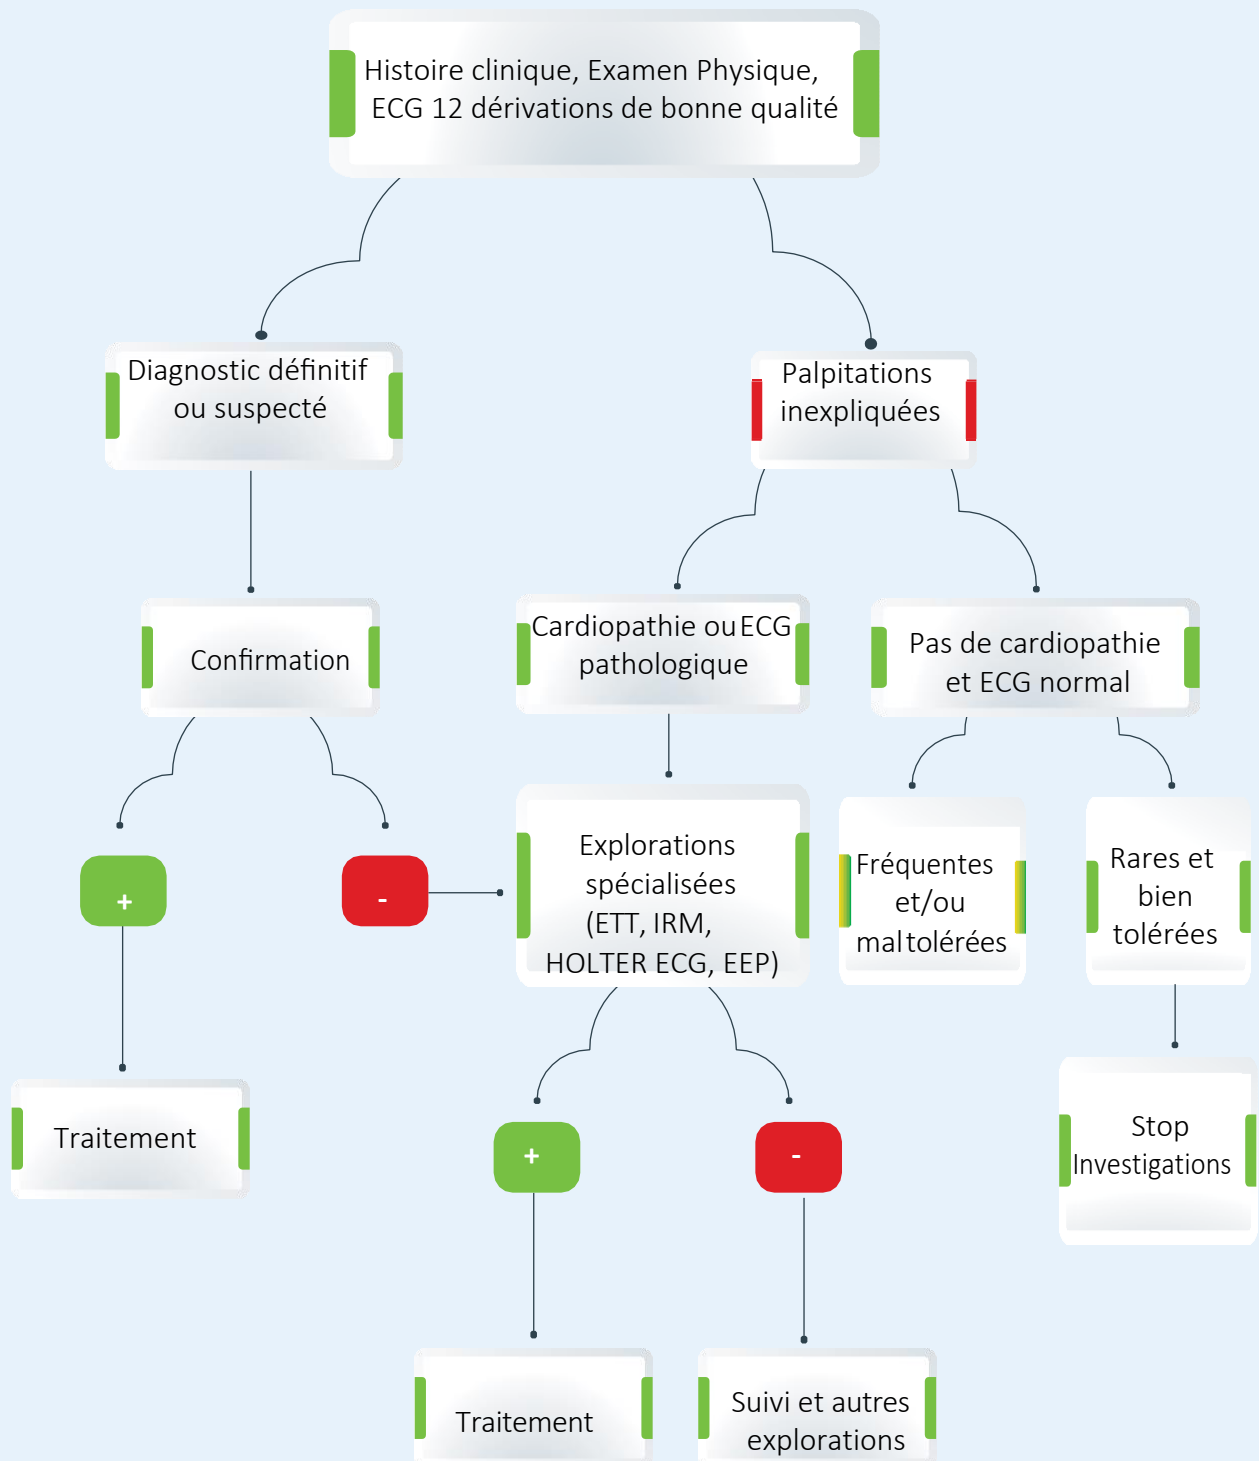 Histoire clinique, Examen Physique,
ECG 12 dérivations de bonne qualité
Diagnostic définitif
ou suspecté
Palpitations
inexpliquées
Confirmation
Cardiopathie ou ECG
pathologique
Pas de cardiopathie
et ECG normal
+
-
Explorations
spécialisées
(ETT, IRM,
HOLTER ECG, EEP)
Fréquentes
et/ou
mal tolérées
Rares et
bien
tolérées
Traitement
+
-
Stop
Investigations
Traitement
Suivi et autres
explorations